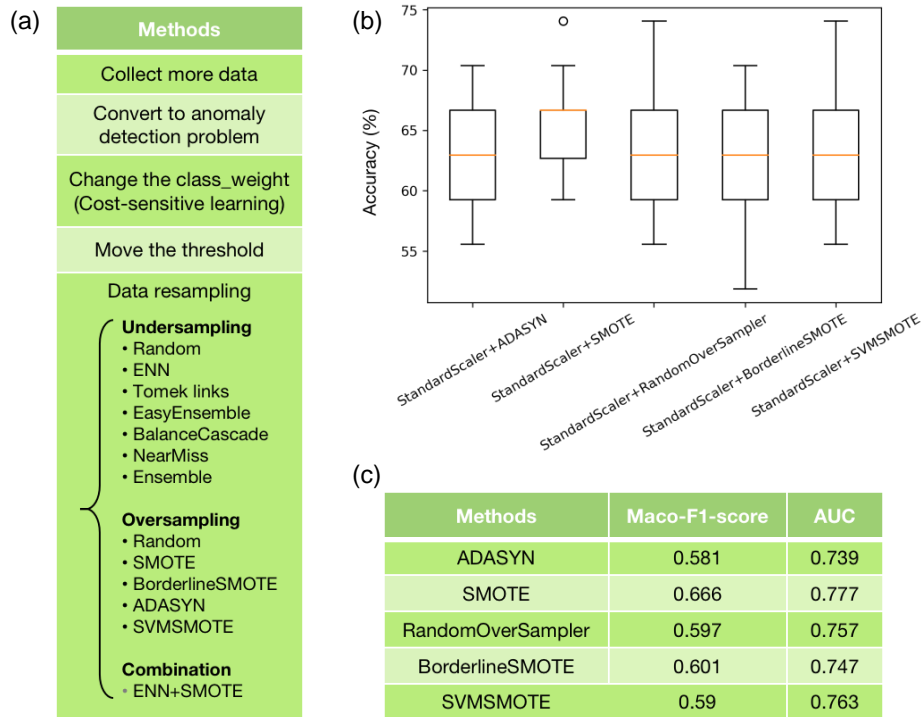 (a)
Methods
Collect more data
Convert to anomaly
detection problem
Change the class_weight
(Cost-sensitive learning)
Move the threshold
Data resampling
Undersampling
• Random
• ENN
• Tomek links
• EasyEnsemble
• BalanceCascade
• NearMiss
• Ensemble
Oversampling
• Random
• SMOTE
• BorderlineSMOTE
• ADASYN
• SVMSMOTE
Combination
• ENN+SMOTE
(b)
Accuracy (%)
75
70
65
60
55
StandardScaler+ADASYN
StandardScaler+SMOTE
StandardScaler+RandomOverSampler
StandardScaler+BorderlineSMOTE
StandardScaler+SVMSMOTE
(c)
Methods Maco-F1-score AUC
ADASYN 0.581 0.739
SMOTE 0.666 0.777
RandomOverSampler 0.597 0.757
BorderlineSMOTE 0.601 0.747
SVMSMOTE 0.59 0.763